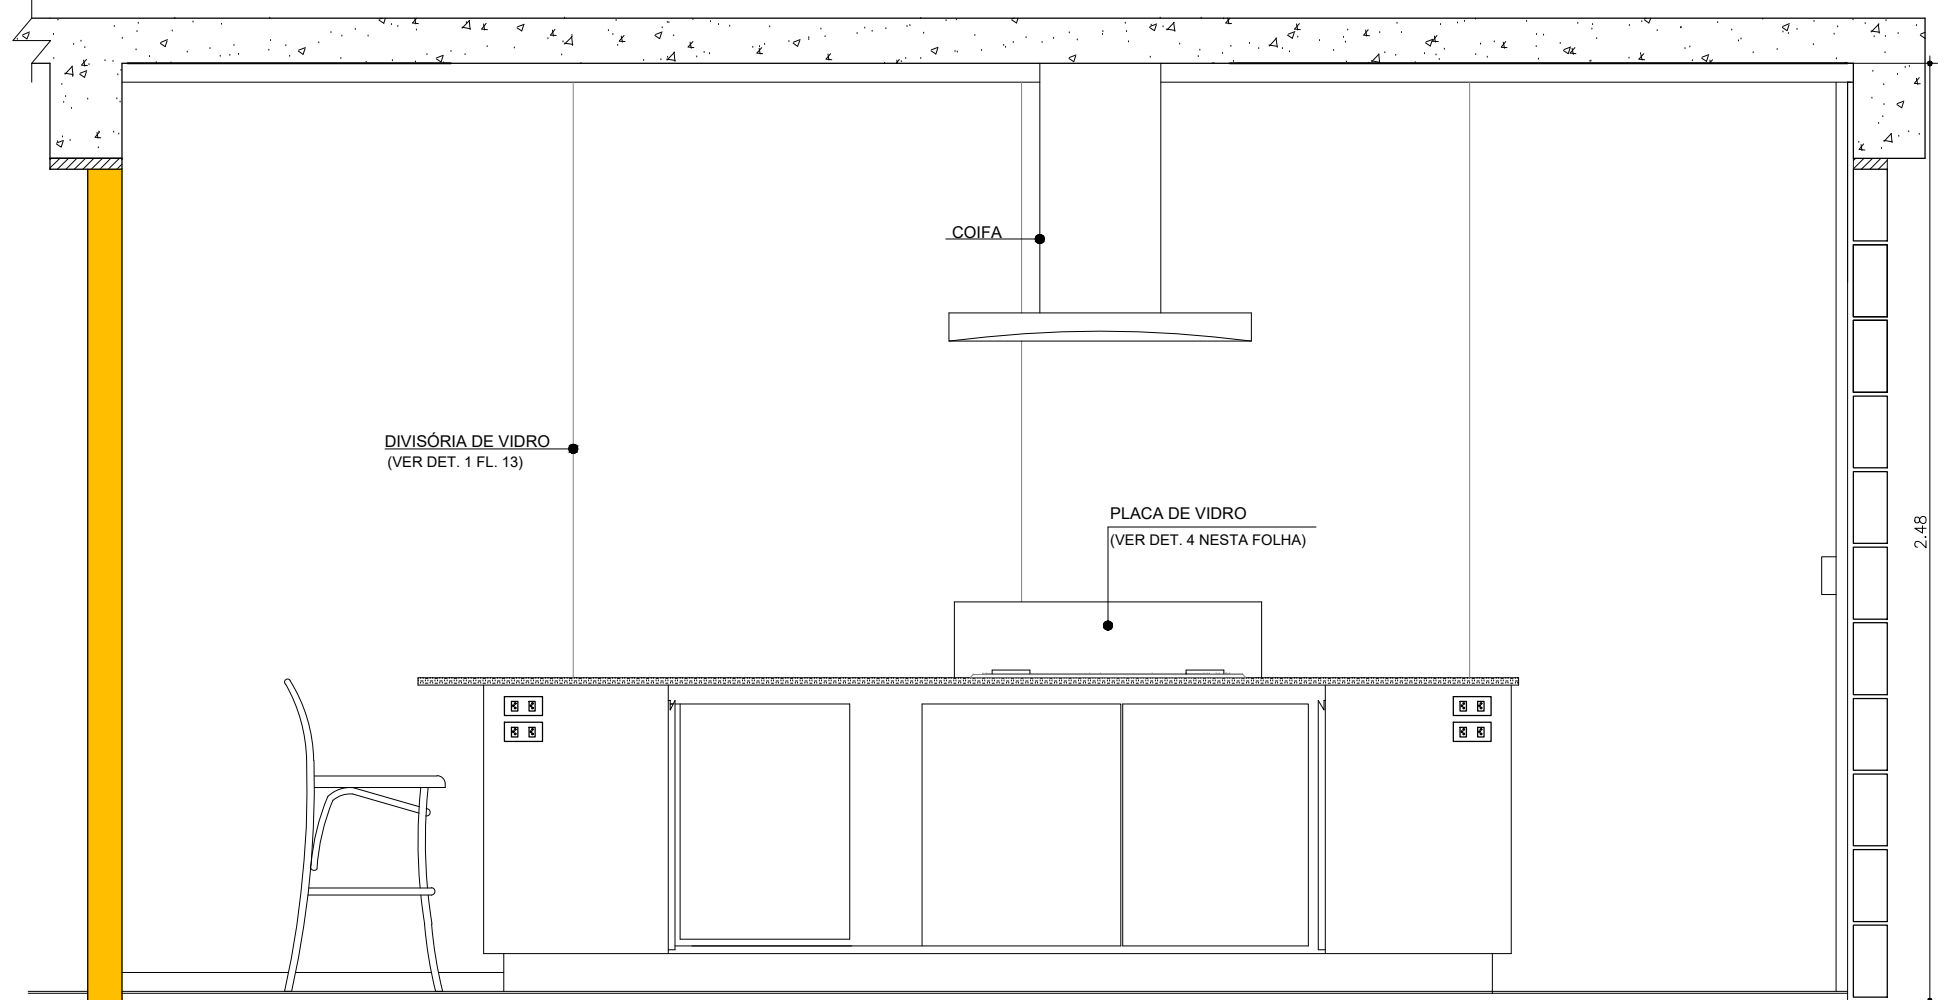 COIFA
DIVISÓRIA DE VIDRO
(VER DET. 1 FL. 13)
PLACA DE VIDRO
(VER DET. 4 NESTA FOLHA)
2.48